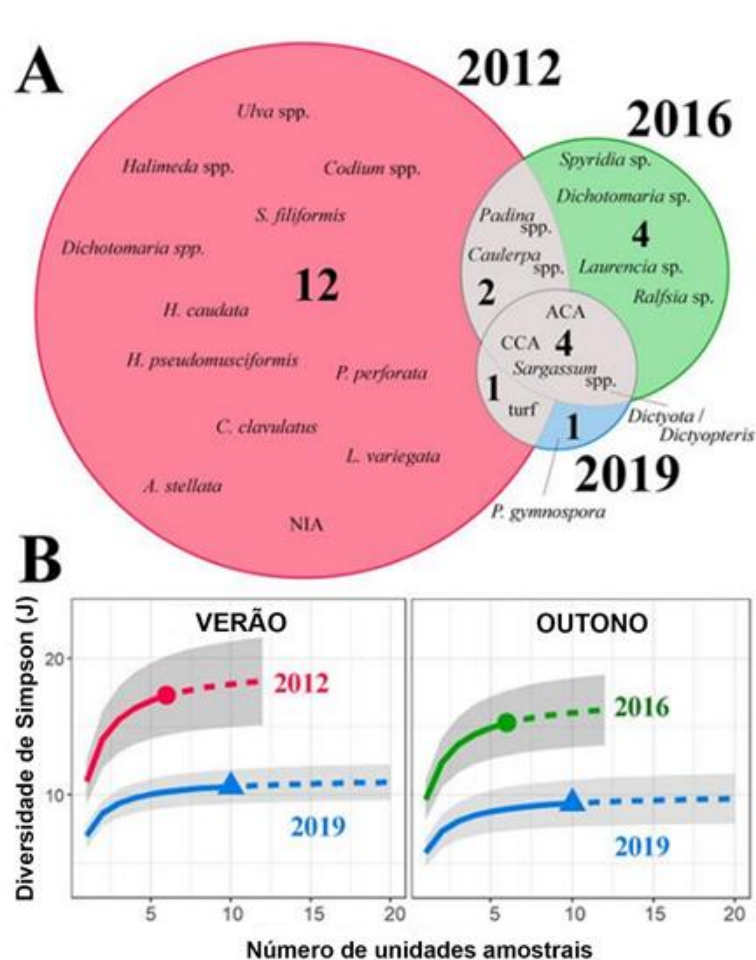 A
2012
2016
Ulva spp.
Halimeda spp.
Codium spp.
S. filiformis
Dichotomaria spp.
12
H. caudata
H. pseudomusciformis
P. perforata
C. clavulatus
L. variegata
A. stellata
NIA
Spyridia sp.
Dichotomaria sp.
4
Laurencia sp.
Ralfsia sp.
Padina
spp.
Caulerpa
spp.
2
ACA
CCA 4
Sargassum
spp.
1
turf
1
Dictyota /
Dictyopteris
2019
P. gymnospora
B
Diversidade de Simpson (J)
VERÃO
OUTONO
20
10
2012
2019
2016
2019
5 10 15 20
5 10 15 20
Número de unidades amostrais